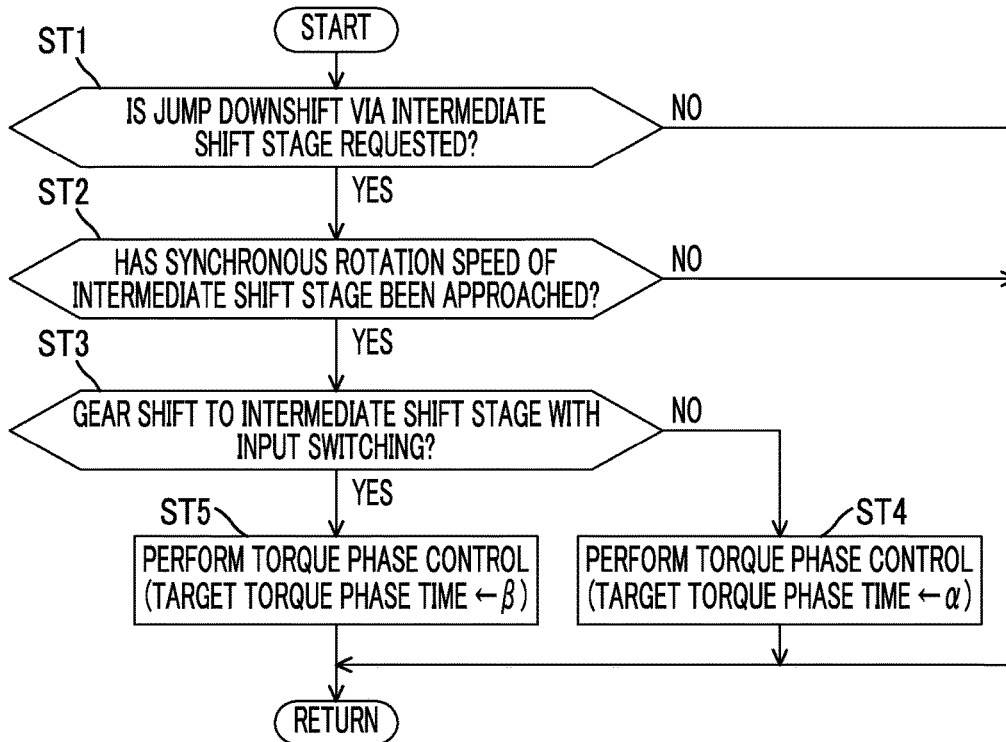 START
ST1
IS JUMP DOWNSHIFT VIA INTERMEDIATE
SHIFT STAGE REQUESTED?
NO
YES
ST2
HAS SYNCHRONOUS ROTATION SPEED OF
INTERMEDIATE SHIFT STAGE BEEN APPROACHED?
NO
YES
ST3
GEAR SHIFT TO INTERMEDIATE SHIFT STAGE WITH
INPUT SWITCHING?
NO
YES
ST5
PERFORM TORQUE PHASE CONTROL
(TARGET TORQUE PHASE TIME ←β)
ST4
PERFORM TORQUE PHASE CONTROL
(TARGET TORQUE PHASE TIME ←α)
RETURN